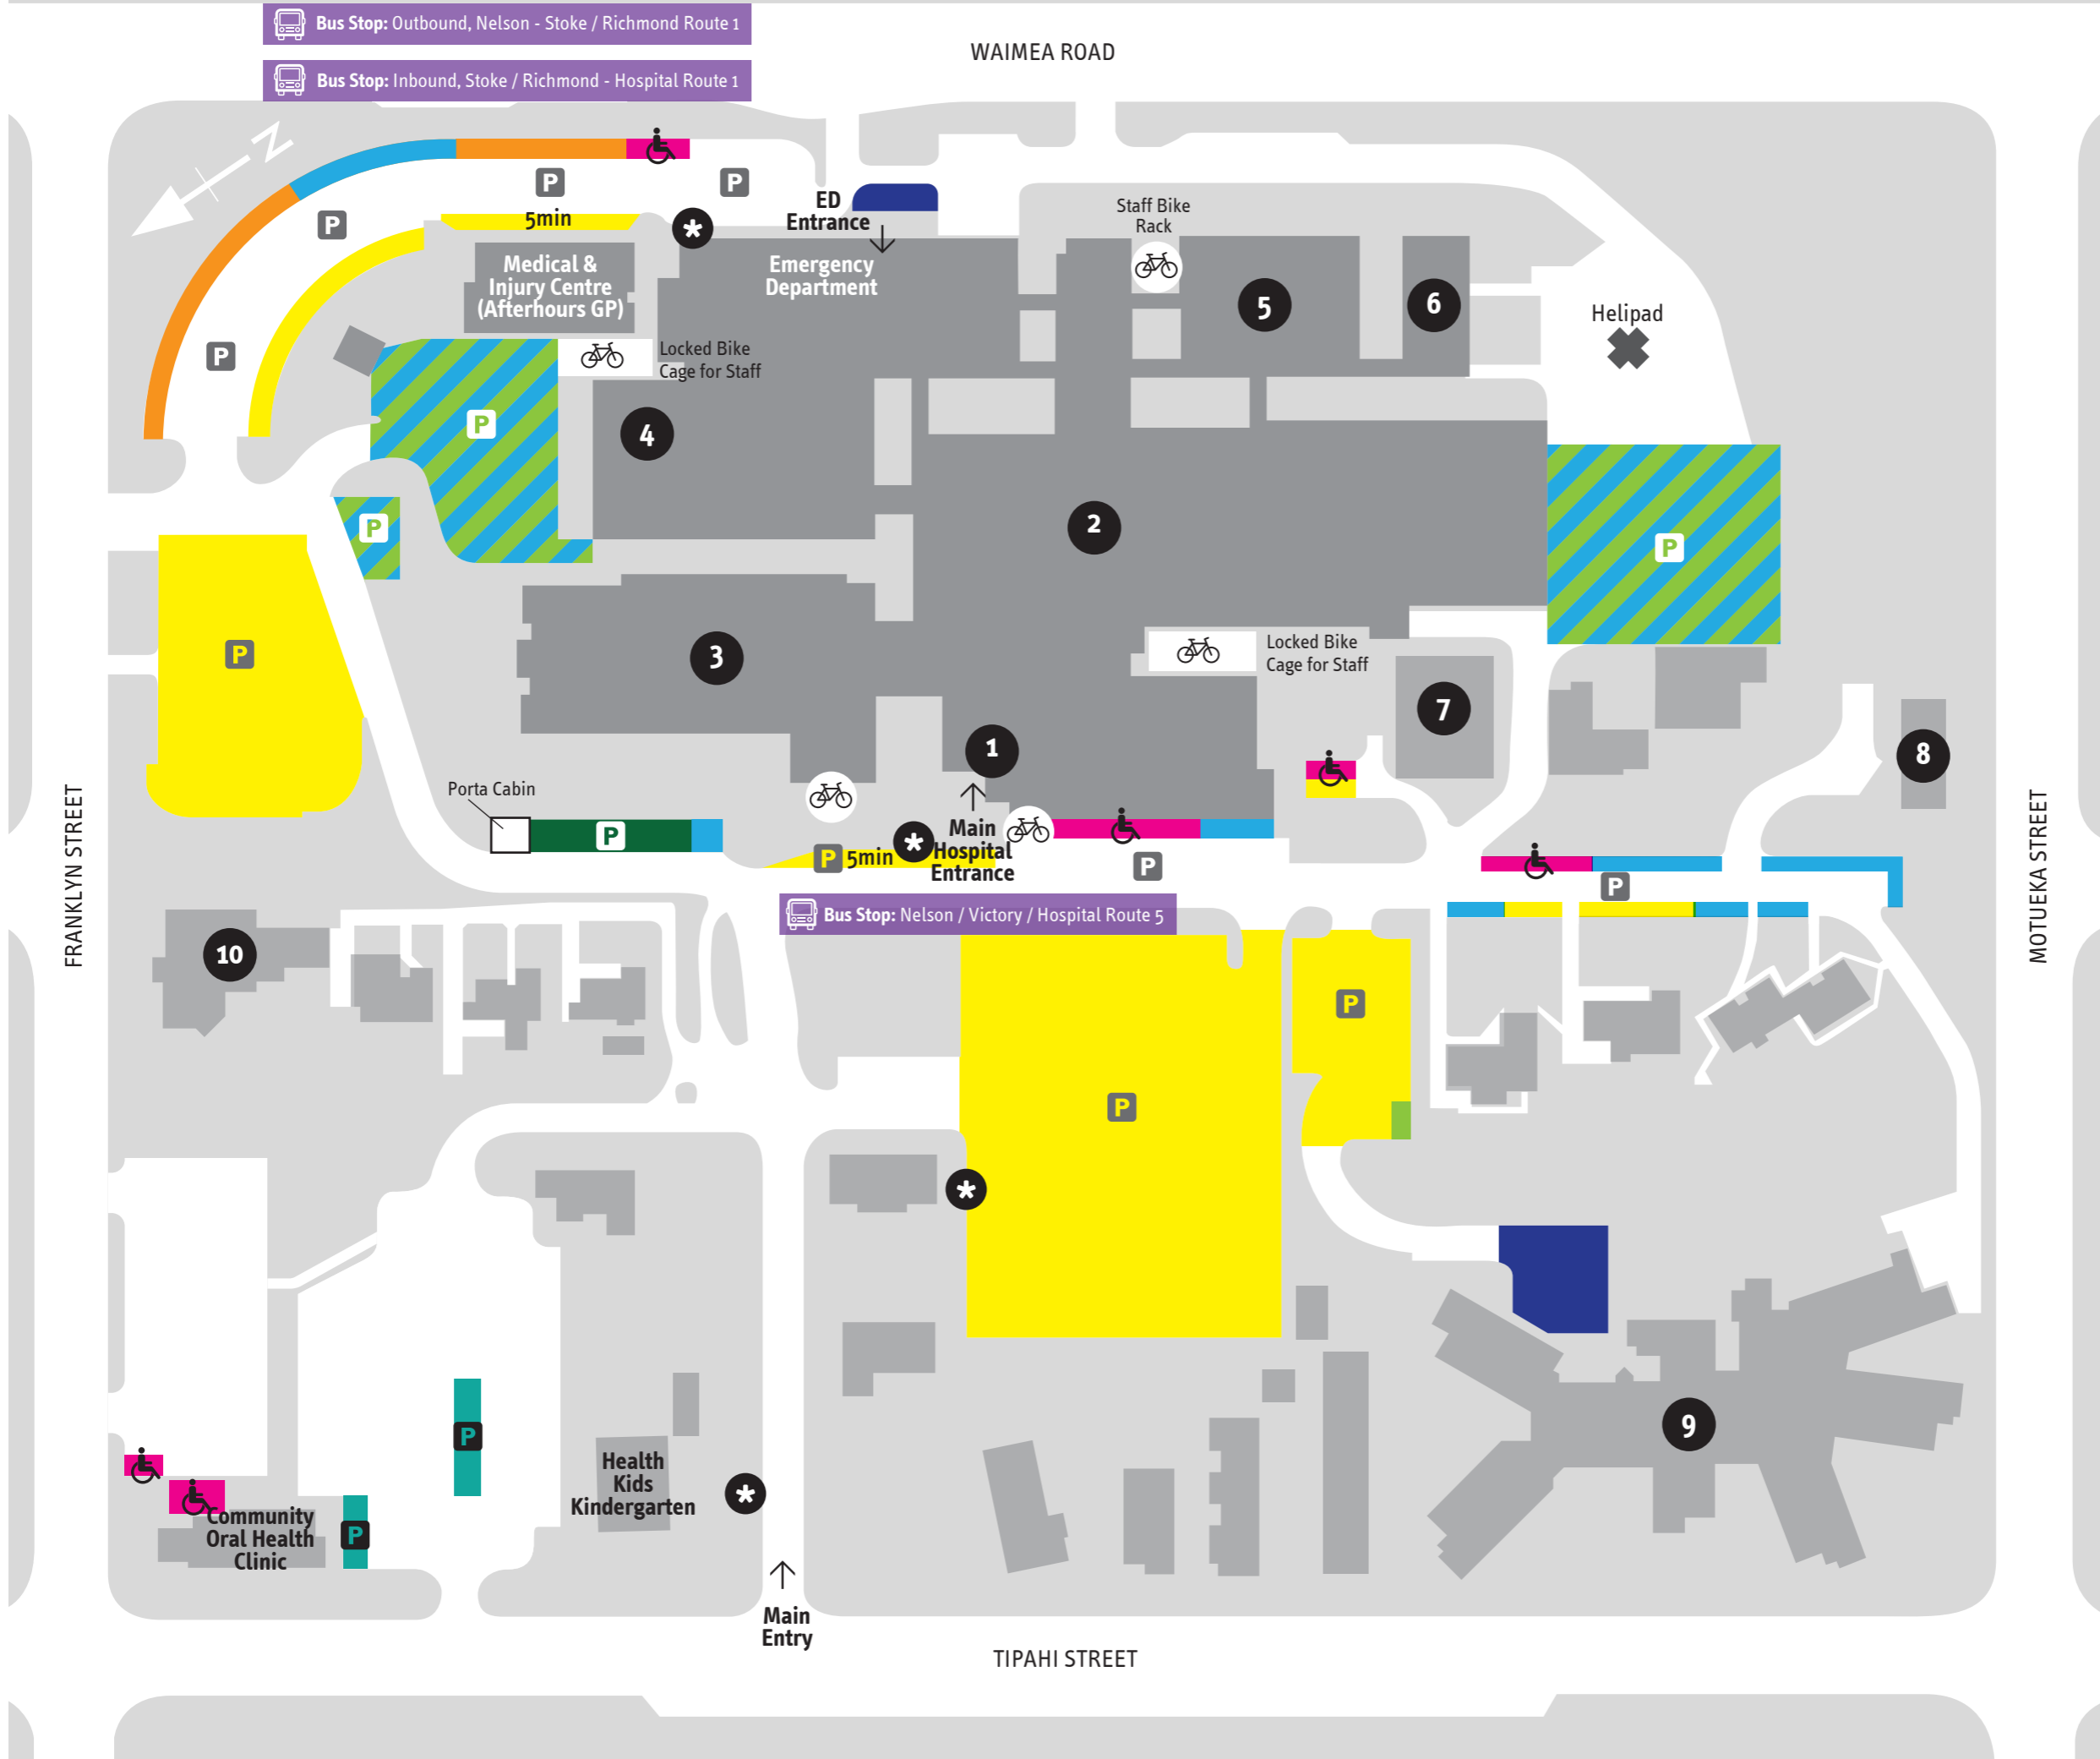 Bus Stop: Outbound, Nelson - Stoke / Richmond Route 1
Bus Stop: Inbound, Stoke / Richmond - Hospital Route 1
WAIMEA ROAD
N
P
P
P
P
5min
*
ED
Entrance
Emergency
Department
Staff Bike
Rack
Medical &
Injury Centre
(Afterhours GP)
5
6
Helipad
Locked Bike
Cage for Staff
P
4
P
2
P
P
3
Locked Bike
Cage for Staff
7
1
8
Porta Cabin
P
P 5min
*
Main
Hospital
Entrance
P
P
FRANKLYN STREET
MOTUEKA STREET
Bus Stop: Nelson / Victory / Hospital Route 5
10
P
P
*
9
P
P
Health
Kids
Kindergarten
*
Community
Oral Health
Clinic
Main
Entry
TIPAHI STREET